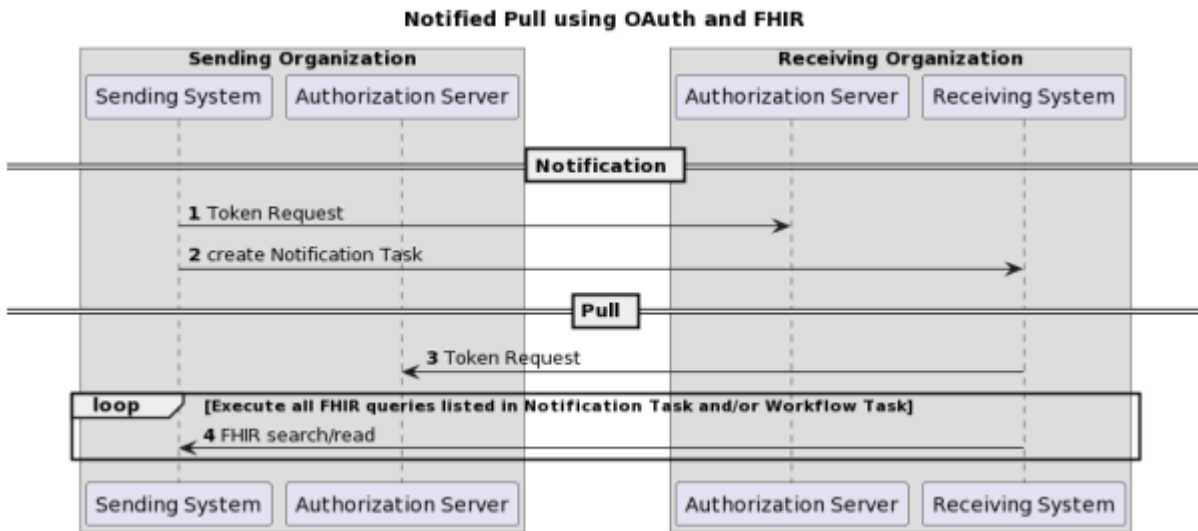 Notified Pull using OAuth and FHIR
Sending Organization
Receiving Organization
Sending System
Authorization Server
Authorization Server
Receiving System
Notification
1 Token Request
2 create Notification Task
Pull
3 Token Request
loop
[Execute all FHIR queries listed in Notification Task and/or Workflow Task]
4 FHIR search/read
Sending System
Authorization Server
Authorization Server
Receiving System